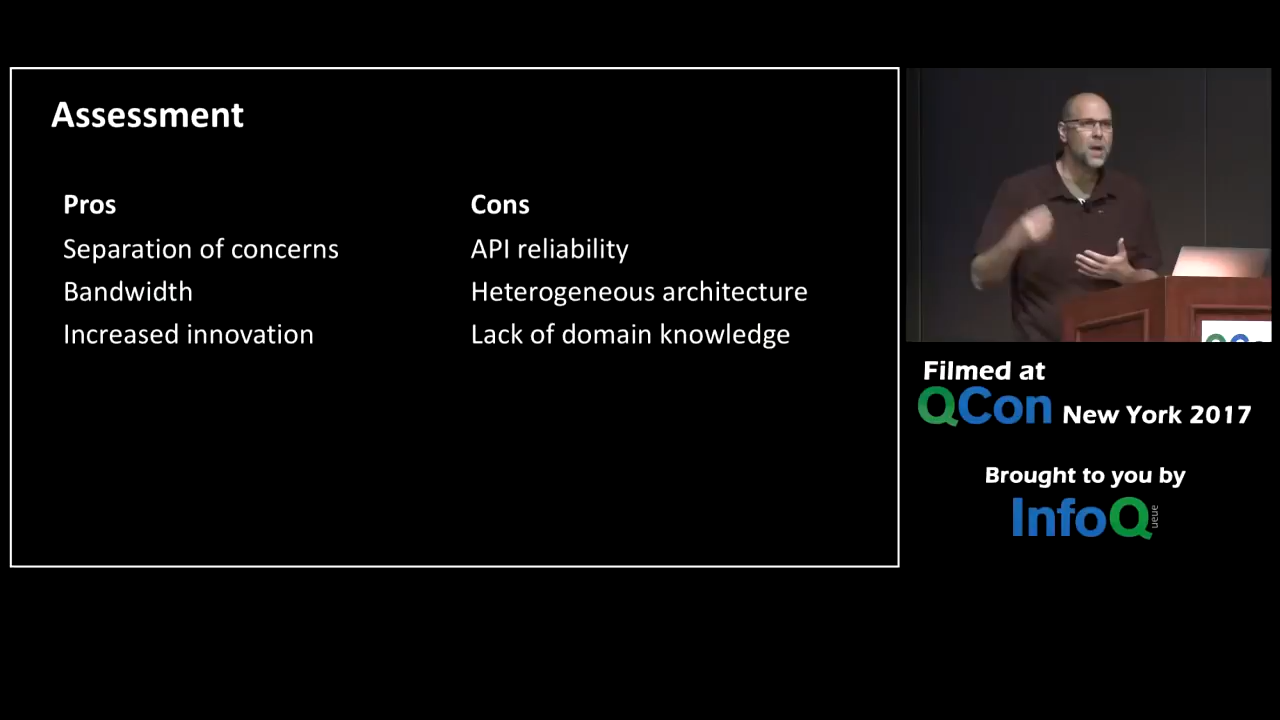 Assessment
Pros
Separation of concerns
Bandwidth
Increased innovation
Cons
API reliability
Heterogeneous architecture
Lack of domain knowledge
Filmed at
QCon New York 2017
Brought to you by
InfoQ
ueue